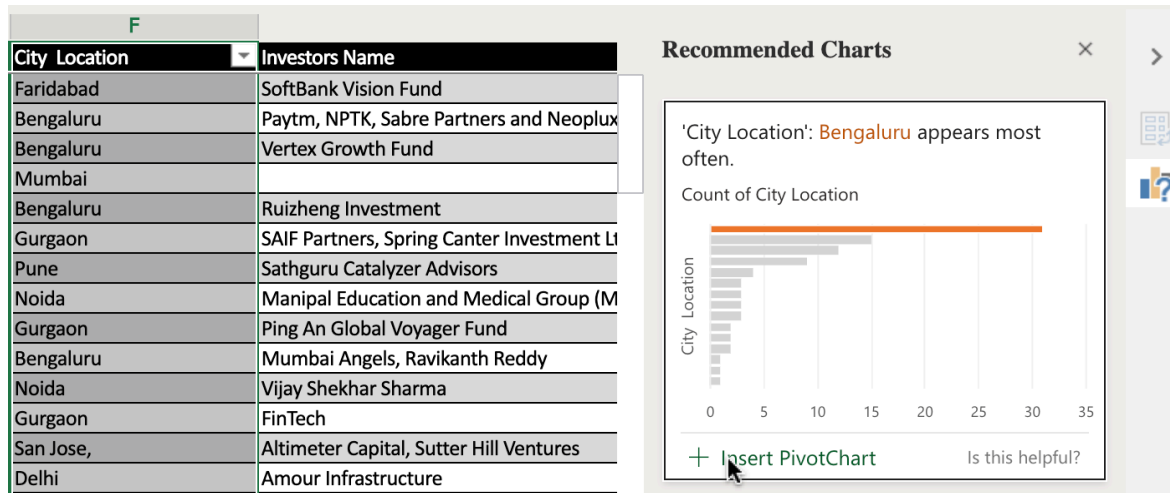 F
City Location Investors Name
Faridabad SoftBank Vision Fund
Bengaluru Paytm, NPTK, Sabre Partners and Neoplux
Bengaluru Vertex Growth Fund
Mumbai
Bengaluru Ruizheng Investment
Gurgaon SAIF Partners, Spring Canter Investment Lt
Pune Sathguru Catalyzer Advisors
Noida Manipal Education and Medical Group (M
Gurgaon Ping An Global Voyager Fund
Bengaluru Mumbai Angels, Ravikanth Reddy
Noida Vijay Shekhar Sharma
Gurgaon FinTech
San Jose, Altimeter Capital, Sutter Hill Ventures
Delhi Amour Infrastructure
Recommended Charts
'City Location': Bengaluru appears most
often.
Count of City Location
City Location
0 5 10 15 20 25 30 35
+ Insert PivotChart Is this helpful?